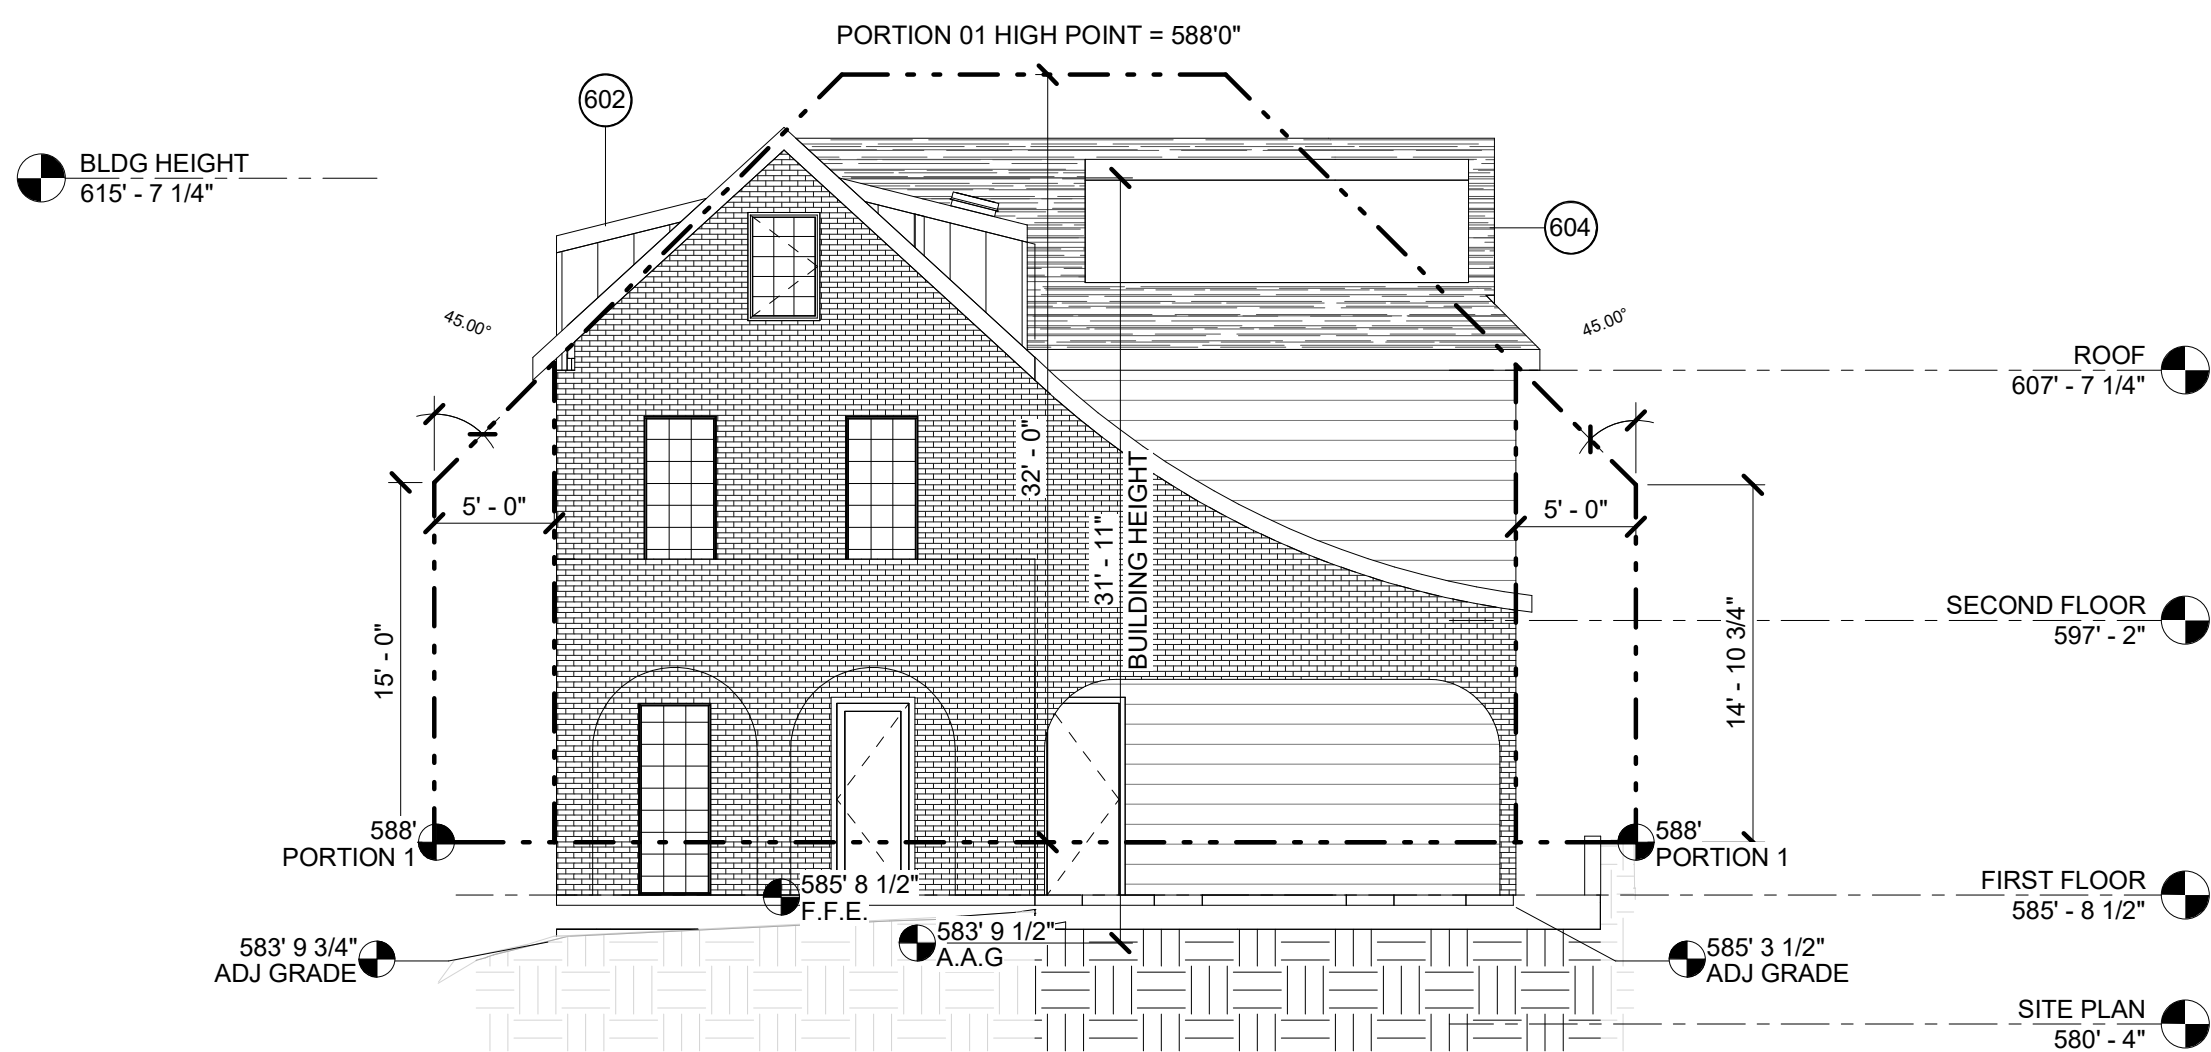 PORTION 01 HIGH POINT = 588'0"
602
BLDG HEIGHT
615' - 7 1/4"
604
45.00°
45.00°
ROOF
607' - 7 1/4"
32' - 0"
5' - 0"
5' - 0"
31' - 11"
BUILDING HEIGHT
SECOND FLOOR
597' - 2"
15' - 0"
14' - 10 3/4"
588'
PORTION 1
588'
PORTION 1
585' 8 1/2"
F.F.E.
FIRST FLOOR
585' - 8 1/2"
583' 9 3/4"
ADJ GRADE
583' 9 1/2"
A.A.G
585' 3 1/2"
ADJ GRADE
SITE PLAN
580' - 4"